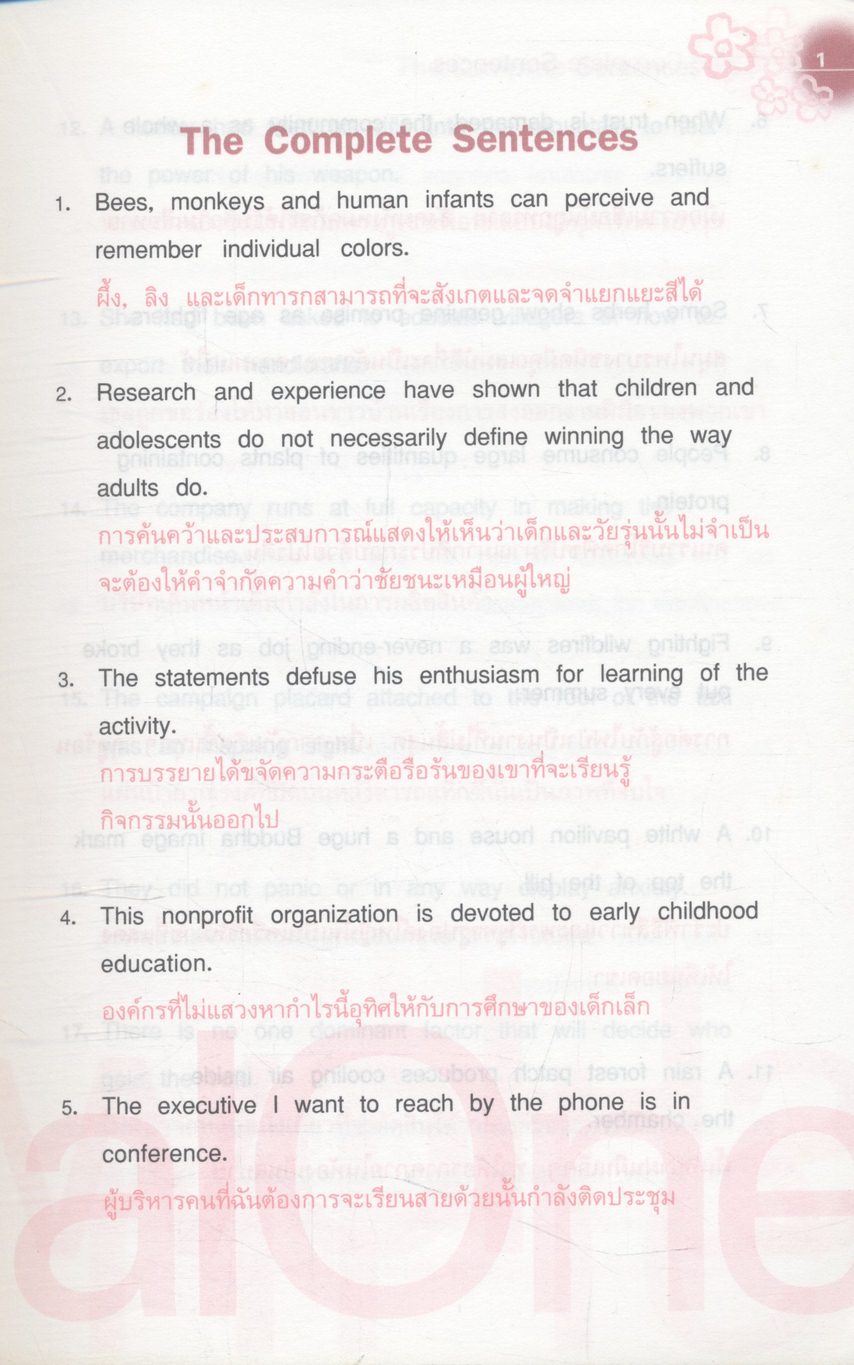 1
The Complete Sentences
1. Bees, monkeys and human infants can perceive and
remember individual colors.
ผึ้ง, ลิง และเด็กทารกสามารถที่จะสังเกตและจดจำแยกแยะสีได้
2. Research and experience have shown that children and
adolescents do not necessarily define winning the way
adults do.
การค้นคว้าและประสบการณ์แสดงให้เห็นว่าเด็กและวัยรุ่นนั้นไม่จำเป็น
จะต้องให้คำจำกัดความคำว่าชัยชนะเหมือนผู้ใหญ่
3. The statements defuse his enthusiasm for learning of the
activity.
การบรรยายได้ขจัดความกระตือรือร้นของเขาที่จะเรียนรู้
กิจกรรมนั้นออกไป
4. This nonprofit organization is devoted to early childhood
education.
องค์กรที่ไม่แสวงหากำไรนี้อุทิศให้กับการศึกษาของเด็กเล็ก
5. The executive I want to reach by the phone is in
conference.
ผู้บริหารคนที่ฉันต้องการจะเรียนสายด้วยนั้นกำลังติดประชุม
alone